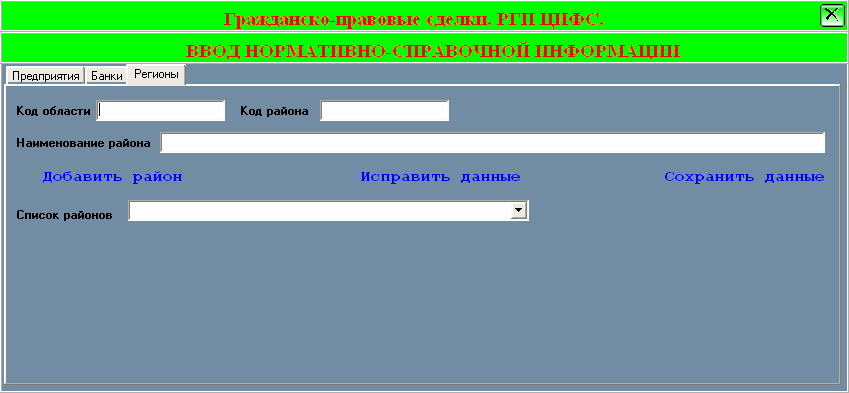 Гражданско-правовые сделки. РГП ЦИФС.
ВВОД НОРМАТИВНО-СПРАВОЧНОЙ ИНФОРМАЦИИ
Предприятия Банки Регионы
Код области Код района
Наименование района
Добавить район Исправить данные Сохранить данные
Список районов